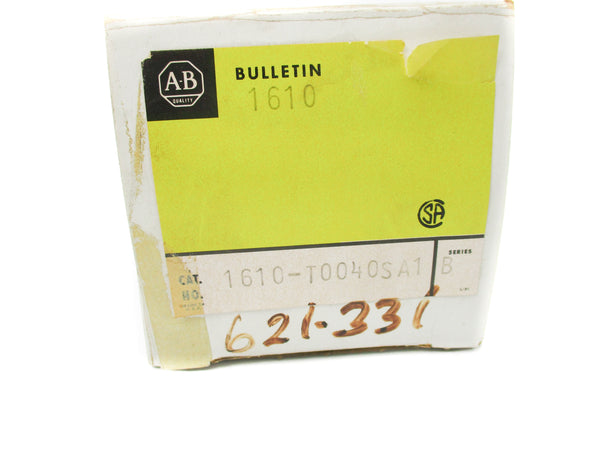 A-B
QUALITY
BULLETIN
1610
SA
CAT.
NO.
1610-T0040SA1
SERIES
B
621-331